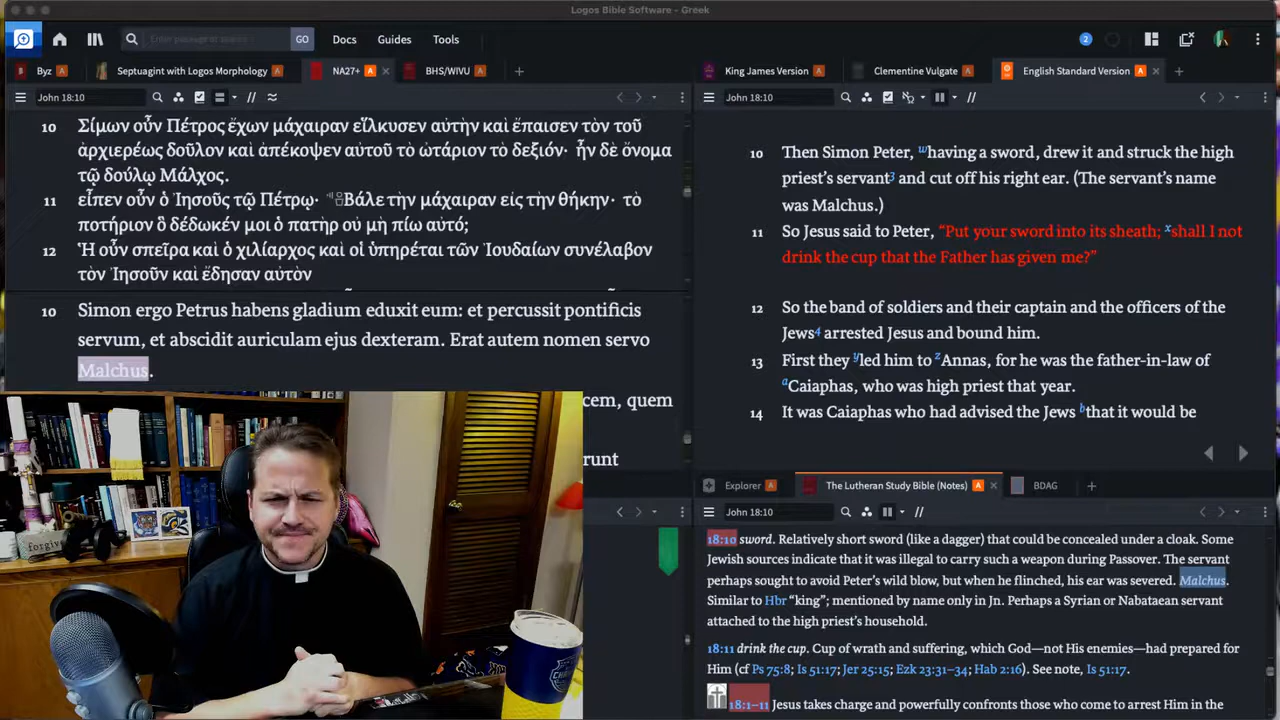 Logos Bible Software - Greek
GO
Docs
Guides
Tools
2
Byz A
Septuagint with Logos Morphology A
NA27+ A
BHS/WIVU A
King James Version A
Clementine Vulgate A
English Standard Version A
John 18:10
John 18:10
10 Σίμων οὖν Πέτρος ἔχων μάχαιραν εἵλκυσεν αὐτὴν καὶ ἔπαισεν τὸν τοῦ
ἀρχιερέως δοῦλον καὶ ἀπέκοψεν αὐτοῦ τὸ ὠτάριον τὸ δεξιόν· ἦν δὲ ὄνομα
τῷ δούλῳ Μάλχος.
11 εἶπεν οὖν ὁ Ἰησοῦς τῷ Πέτρῳ· Βάλε τὴν μάχαιραν εἰς τὴν θήκην· τὸ
ποτήριον ὃ δέδωκέν μοι ὁ πατὴρ οὐ μὴ πίω αὐτό;
12 Ἡ οὖν σπεῖρα καὶ ὁ χιλίαρχος καὶ οἱ ὑπηρέται τῶν Ἰουδαίων συνέλαβον
τὸν Ἰησοῦν καὶ ἔδησαν αὐτὸν
10 Simon ergo Petrus habens gladium eduxit eum: et percussit pontificis
servum, et abscidit auriculam ejus dexteram. Erat autem nomen servo
Malchus.
cem, quem
runt
10 Then Simon Peter, w having a sword, drew it and struck the high
priest's servant3 and cut off his right ear. (The servant's name
was Malchus.)
11 So Jesus said to Peter, “Put your sword into its sheath; x shall I not
drink the cup that the Father has given me?”
12 So the band of soldiers and their captain and the officers of the
Jews4 arrested Jesus and bound him.
13 First they y led him to z Annas, for he was the father-in-law of
a Caiaphas, who was high priest that year.
14 It was Caiaphas who had advised the Jews b that it would be
Explorer A
The Lutheran Study Bible (Notes) A
BDAG
John 18:10
18:10 sword. Relatively short sword (like a dagger) that could be concealed under a cloak. Some
Jewish sources indicate that it was illegal to carry such a weapon during Passover. The servant
perhaps sought to avoid Peter's wild blow, but when he flinched, his ear was severed. Malchus.
Similar to Hbr “king”; mentioned by name only in Jn. Perhaps a Syrian or Nabataean servant
attached to the high priest's household.
18:11 drink the cup. Cup of wrath and suffering, which God—not His enemies—had prepared for
Him (cf Ps 75:8; Is 51:17; Jer 25:15; Ezk 23:31–34; Hab 2:16). See note, Is 51:17.
18:1–11 Jesus takes charge and powerfully confronts those who come to arrest Him in the